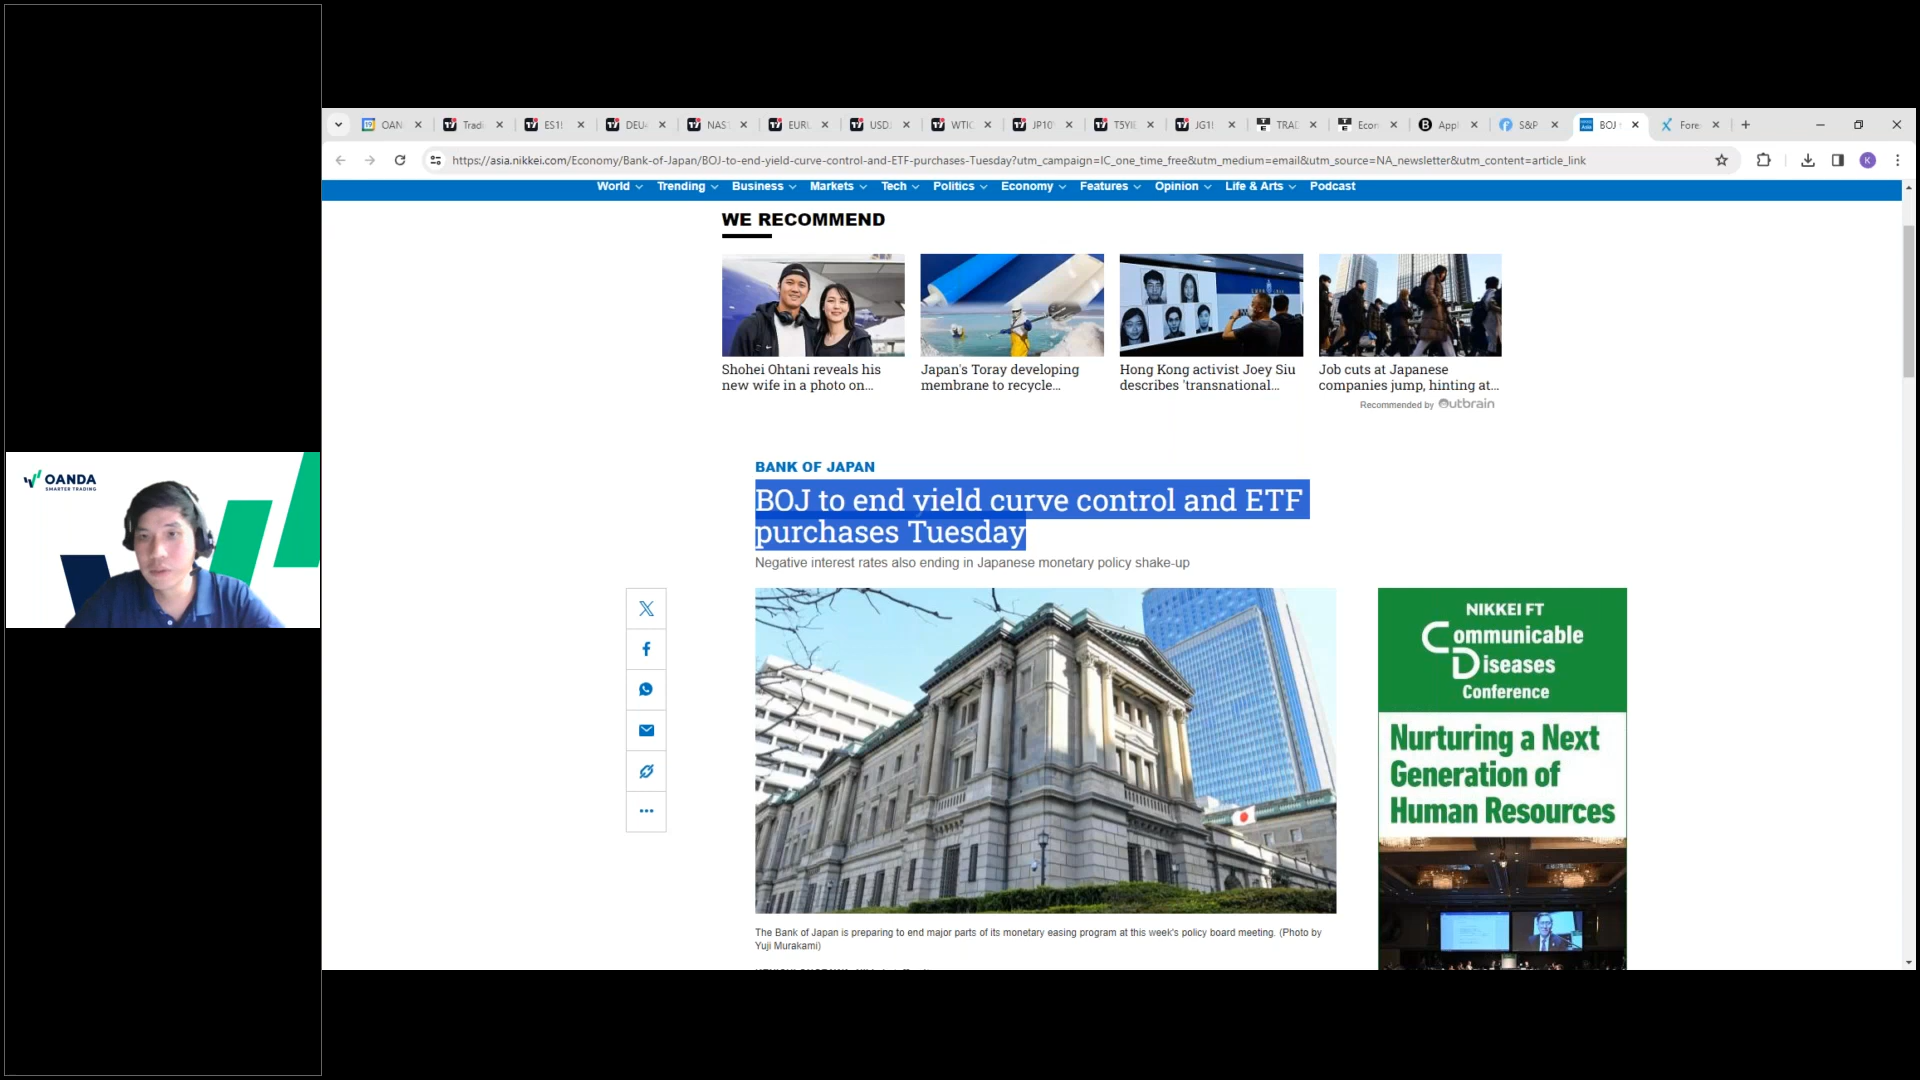 OAN
Tradi
ES1!
DEU
NAS
EURU
USD.
WTIC
JP10
T5YIE
JG1!
TRAD
Econ
Appl
S&P
BOJ
Fore
https://asia.nikkei.com/Economy/Bank-of-Japan/BOJ-to-end-yield-curve-control-and-ETF-purchases-Tuesday?utm_campaign=IC_one_time_free&utm_medium=email&utm_source=NA_newsletter&utm_content=article_link
K
World Trending Business Markets Tech Politics Economy Features Opinion Life & Arts Podcast
WE RECOMMEND
Shohei Ohtani reveals his
new wife in a photo on...
Japan's Toray developing
membrane to recycle...
Hong Kong activist Joey Siu
describes 'transnational...
Job cuts at Japanese
companies jump, hinting at...
Recommended by Outbrain
BANK OF JAPAN
BOJ to end yield curve control and ETF
purchases Tuesday
Negative interest rates also ending in Japanese monetary policy shake-up
OANDA
SMARTER TRADING
NIKKEI FT
Communicable
Diseases
Conference
Nurturing a Next
Generation of
Human Resources
The Bank of Japan is preparing to end major parts of its monetary easing program at this week's policy board meeting. (Photo by
Yuji Murakami)